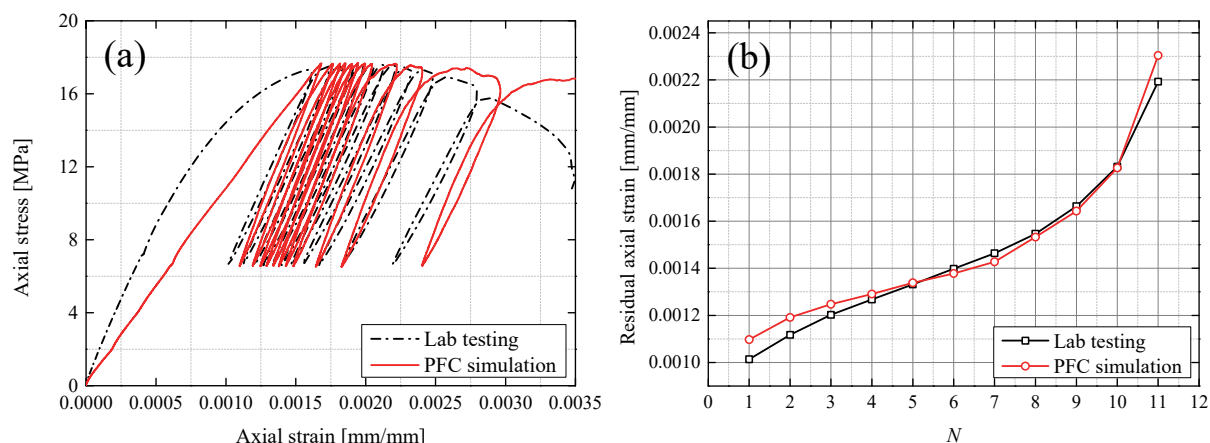 (a)
Axial stress [MPa]
20
16
12
8
4
0
0.0000 0.0005 0.0010 0.0015 0.0020 0.0025 0.0030 0.0035
Axial strain [mm/mm]
Lab testing
PFC simulation
(b)
Residual axial strain [mm/mm]
0.0024
0.0022
0.0020
0.0018
0.0016
0.0014
0.0012
0.0010
0 1 2 3 4 5 6 7 8 9 10 11 12
N
Lab testing
PFC simulation